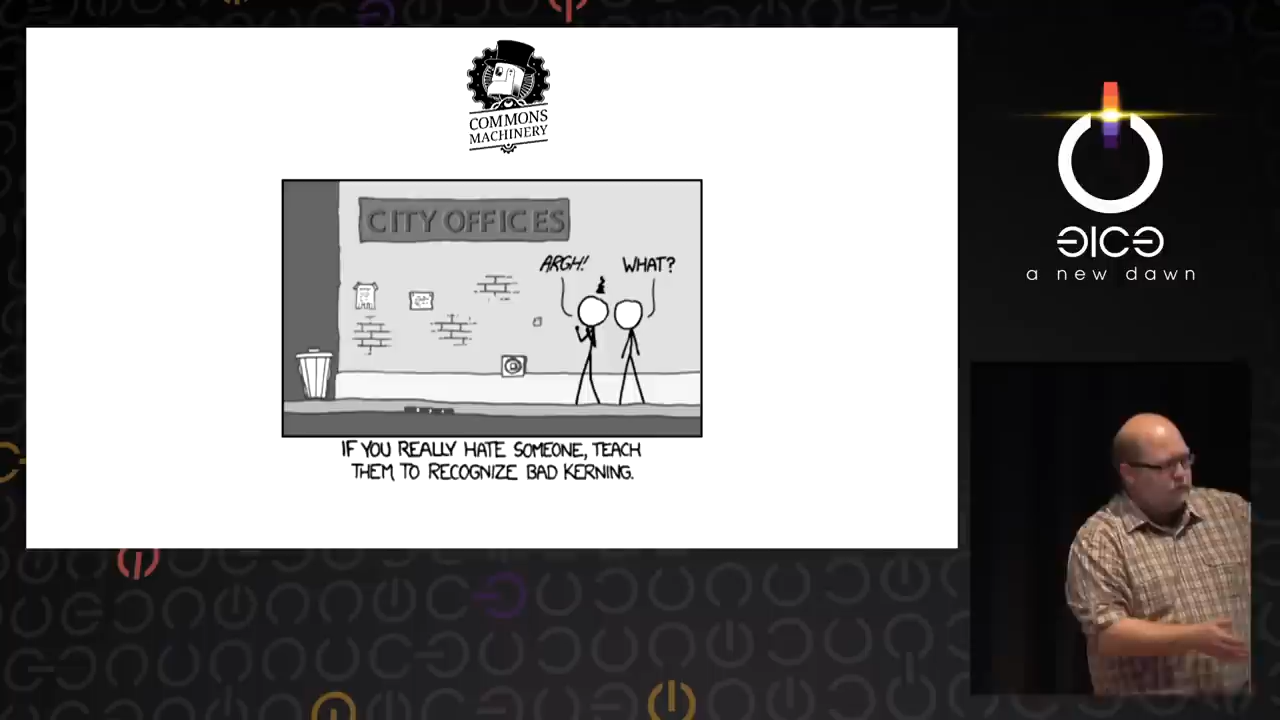 COMMONS
MACHINERY
CITY OFFICES
ARGH!
WHAT?
IF YOU REALLY HATE SOMEONE, TEACH
THEM TO RECOGNIZE BAD KERNING.
a new dawn